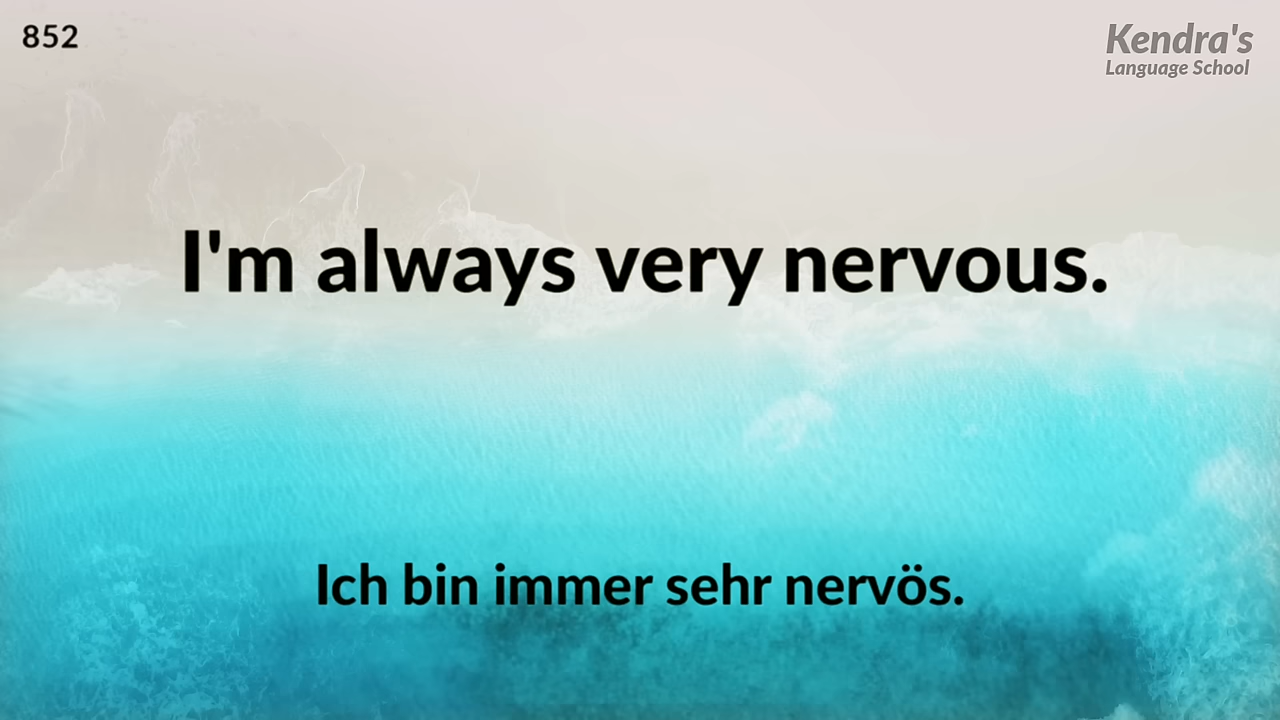 852
Kendra's
Language School
I'm always very nervous.
Ich bin immer sehr nervös.